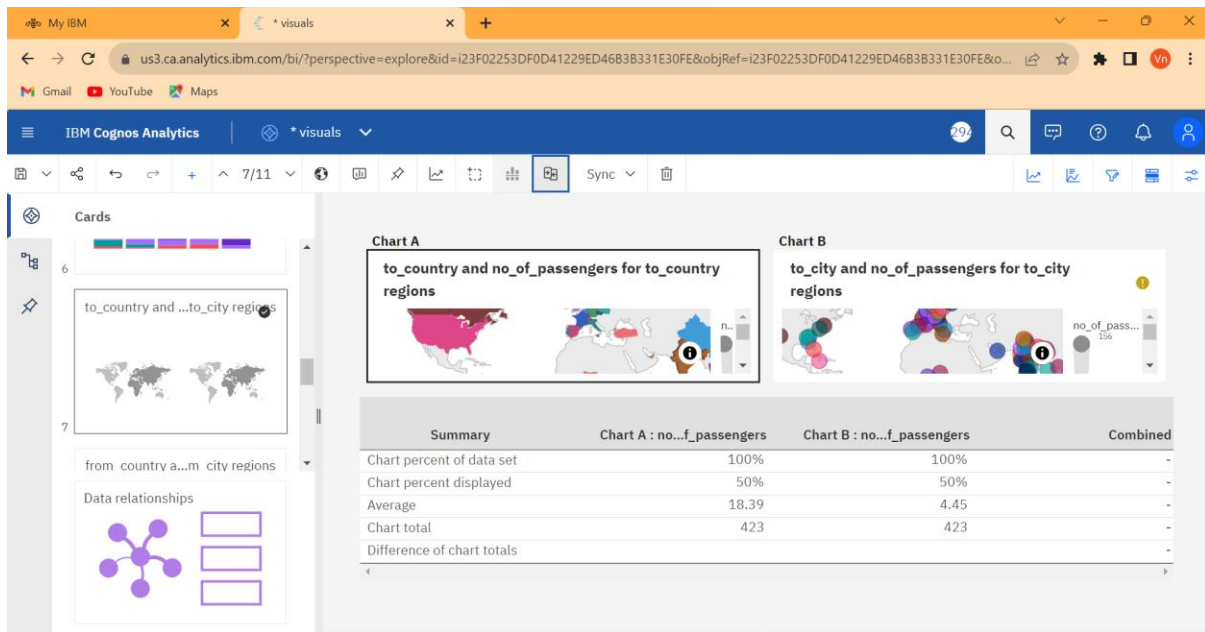 My IBM
* visuals
us3.ca.analytics.ibm.com/bi/?perspective=explore&id=i23F02253DF0D41229ED46B3B331E30FE&objRef=i23F02253DF0D41229ED46B3B331E30FE&o...
Vn
Gmail YouTube Maps
IBM Cognos Analytics * visuals
294
7/11 Sync
Cards
6
to_country and ...to_city regions
7
from_country a...m_city regions
Data relationships
Chart A
to_country and no_of_passengers for to_country
regions
n..
Chart B
to_city and no_of_passengers for to_city
regions
no_of_pass...
156
Summary Chart A : no...f_passengers Chart B : no...f_passengers Combined
Chart percent of data set 100% 100% -
Chart percent displayed 50% 50% -
Average 18.39 4.45 -
Chart total 423 423 -
Difference of chart totals -